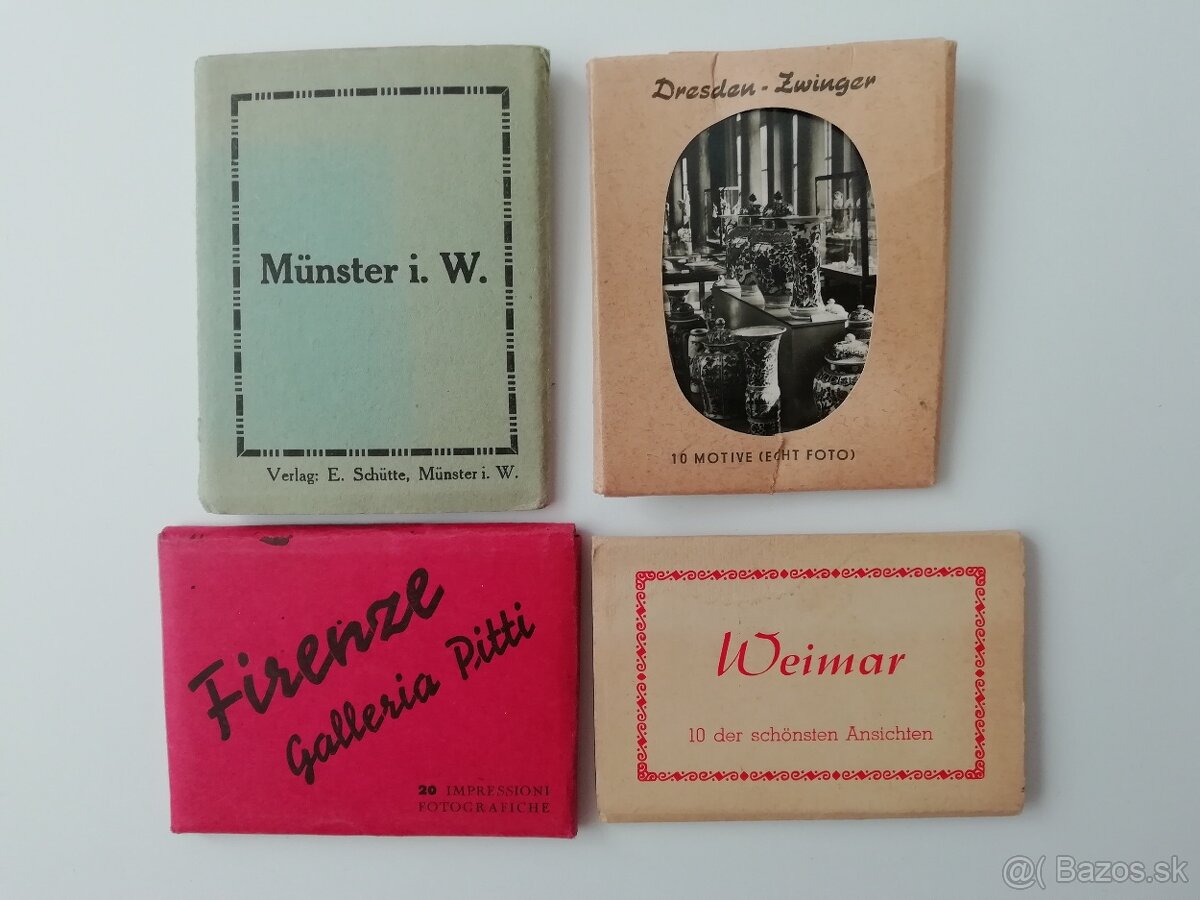 Münster i. W.
Verlag: E. Schütte, Münster i. W.
Dresden - Zwinger
10 MOTIVE (ECHT FOTO)
Firenze
Galleria Pitti
20 IMPRESSIONI
FOTOGRAFICHE
Weimar
10 der schönsten Ansichten
@( Bazos.sk